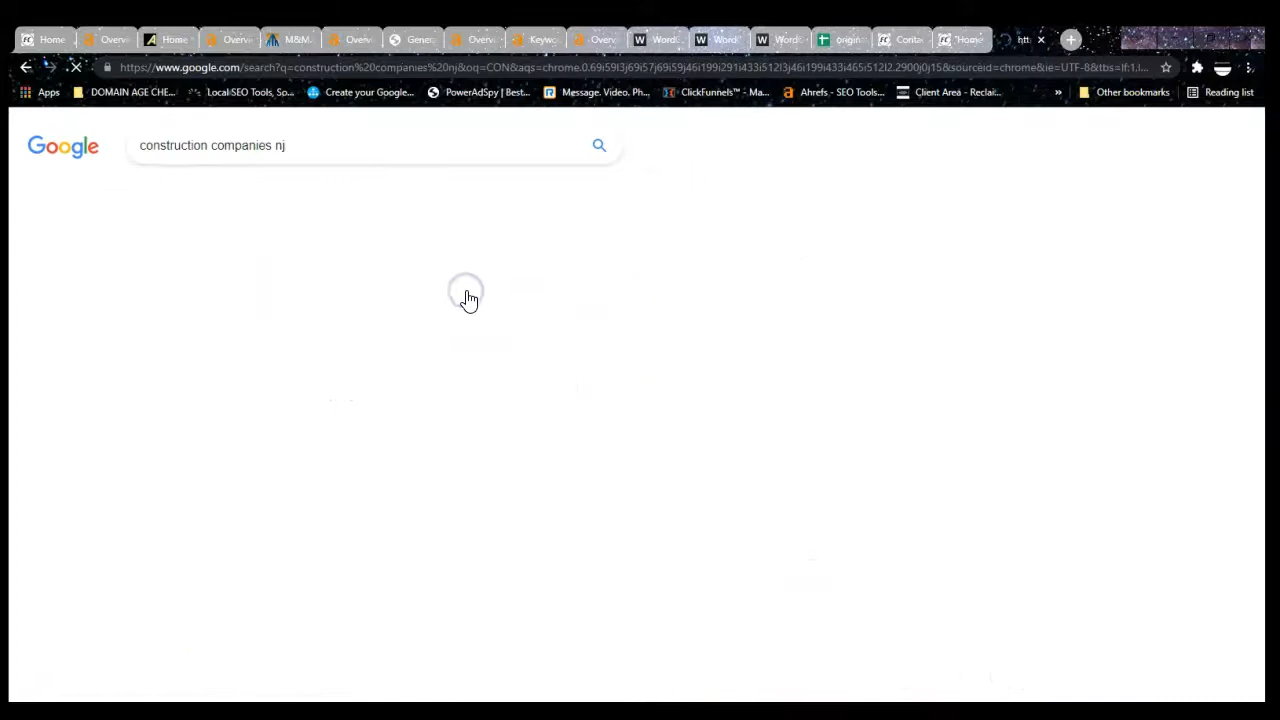 Home Overv Home Overv M&M Overv Gener Overvi Keywo Overv Word Word Word origin Conta "Home htt
https://www.google.com/search?q=construction%20companies%20nj&oq=CON&aqs=chrome.0.69i59l3j69i57j69i59j46i199i291i433i512l3j46i199i433i465i512l2.2900j0j15&sourceid=chrome&ie=UTF-8&tbs=lf:1,l...
Apps DOMAIN AGE CHE... Local SEO Tools, Sp... Create your Google... PowerAdSpy | Best... Message. Video. Ph... ClickFunnels™ - Ma... Ahrefs - SEO Tools... Client Area - Reclai... » Other bookmarks Reading list
Google construction companies nj